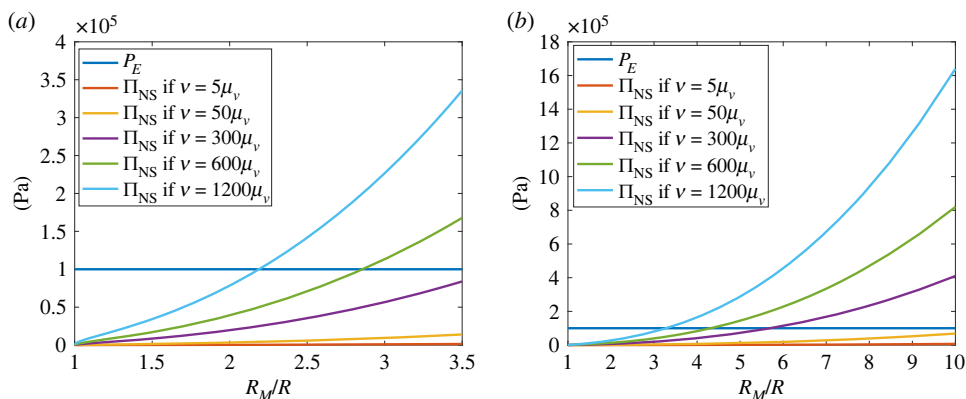 (a)
×10⁵
4
3.5
3
2.5
2
1.5
1
0.5
0
(Pa)
P_E
Π_NS if ν = 5μ_v
Π_NS if ν = 50μ_v
Π_NS if ν = 300μ_v
Π_NS if ν = 600μ_v
Π_NS if ν = 1200μ_v
1 1.5 2 2.5 3 3.5
R_M/R
(b)
×10⁵
18
16
14
12
10
8
6
4
2
0
(Pa)
P_E
Π_NS if ν = 5μ_v
Π_NS if ν = 50μ_v
Π_NS if ν = 300μ_v
Π_NS if ν = 600μ_v
Π_NS if ν = 1200μ_v
1 2 3 4 5 6 7 8 9 10
R_M/R